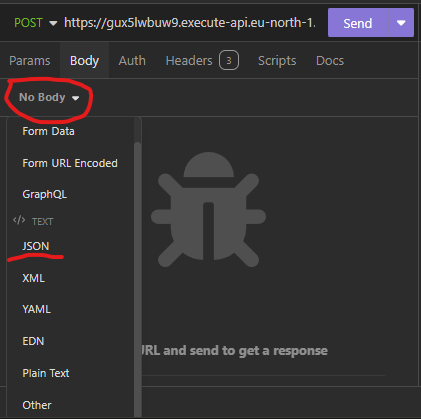 POST https://gux5lwbuw9.execute-api.eu-north-1. Send
Params Body Auth Headers 3 Scripts Docs
No Body
Form Data
Form URL Encoded
GraphQL
</> TEXT
JSON
XML
YAML
URL and send to get a response
EDN
Plain Text
Other